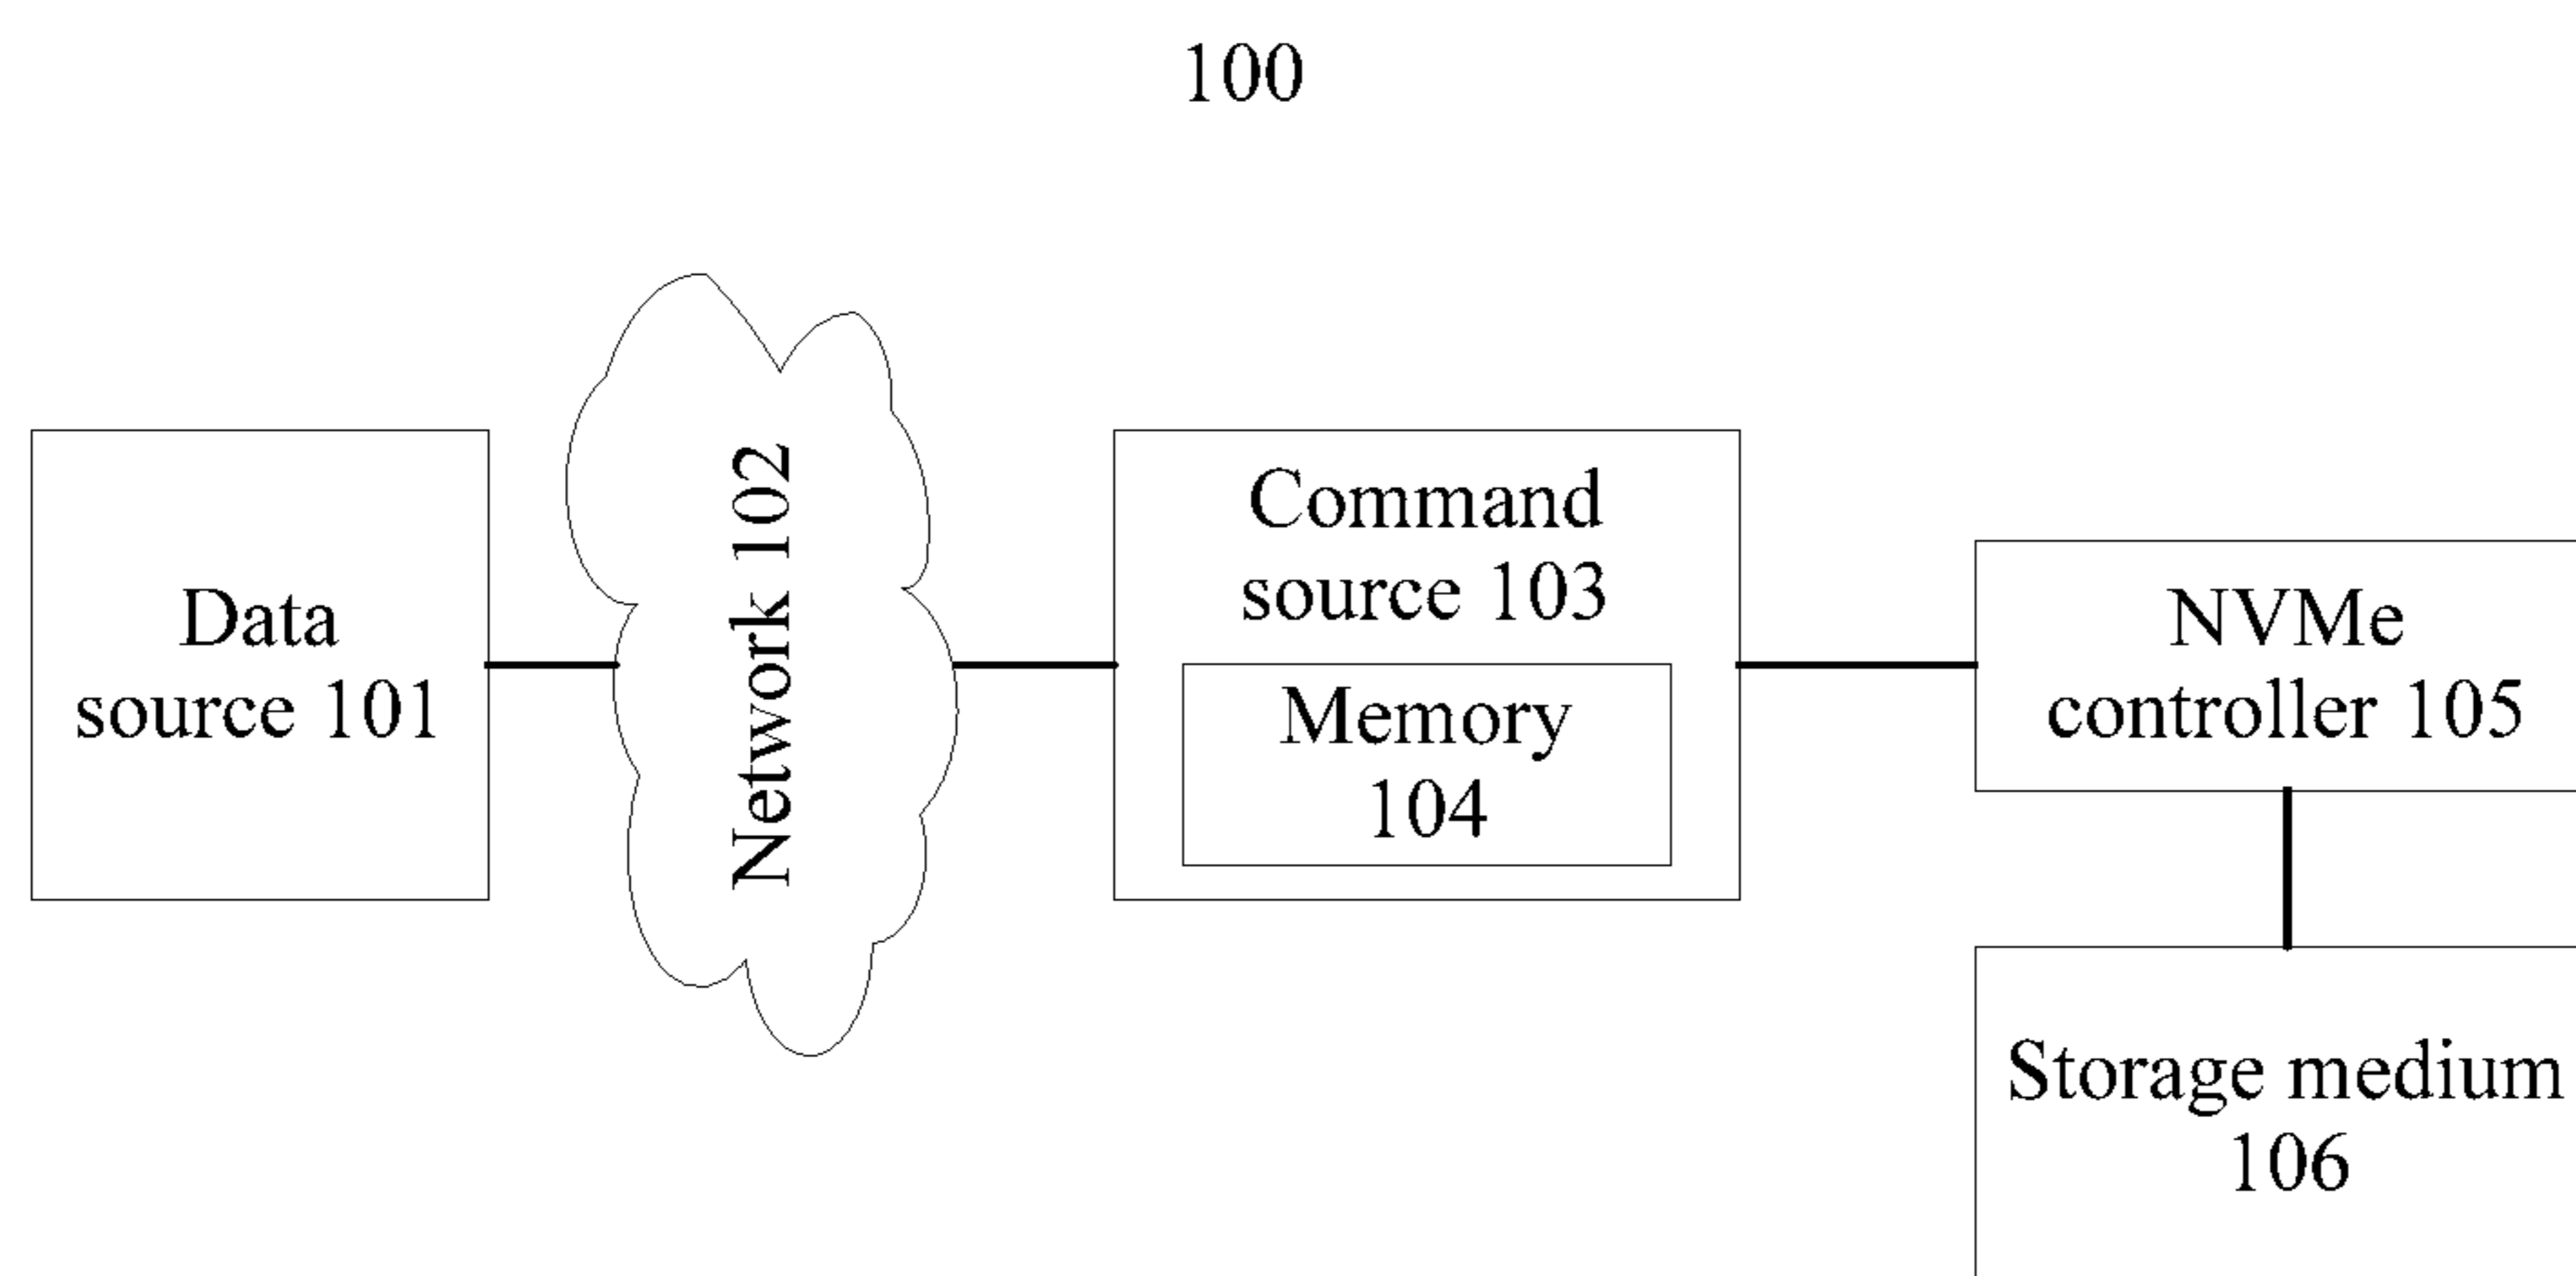 100
Data
source 101
Network 102
Command
source 103
Memory
104
NVMe
controller 105
Storage medium
106